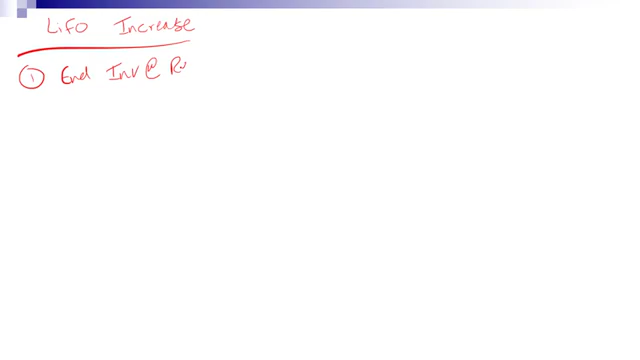 LIFO Increase
① End Inv @ R